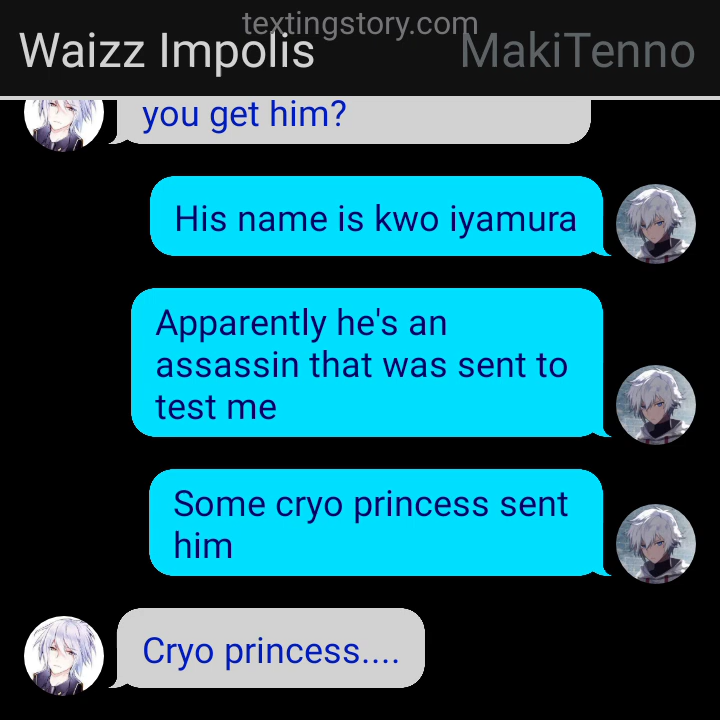 textingstory.com
Waizz Impolis
MakiTenno
you get him?
His name is kwo iyamura
Apparently he's an
assassin that was sent to
test me
Some cryo princess sent
him
Cryo princess....